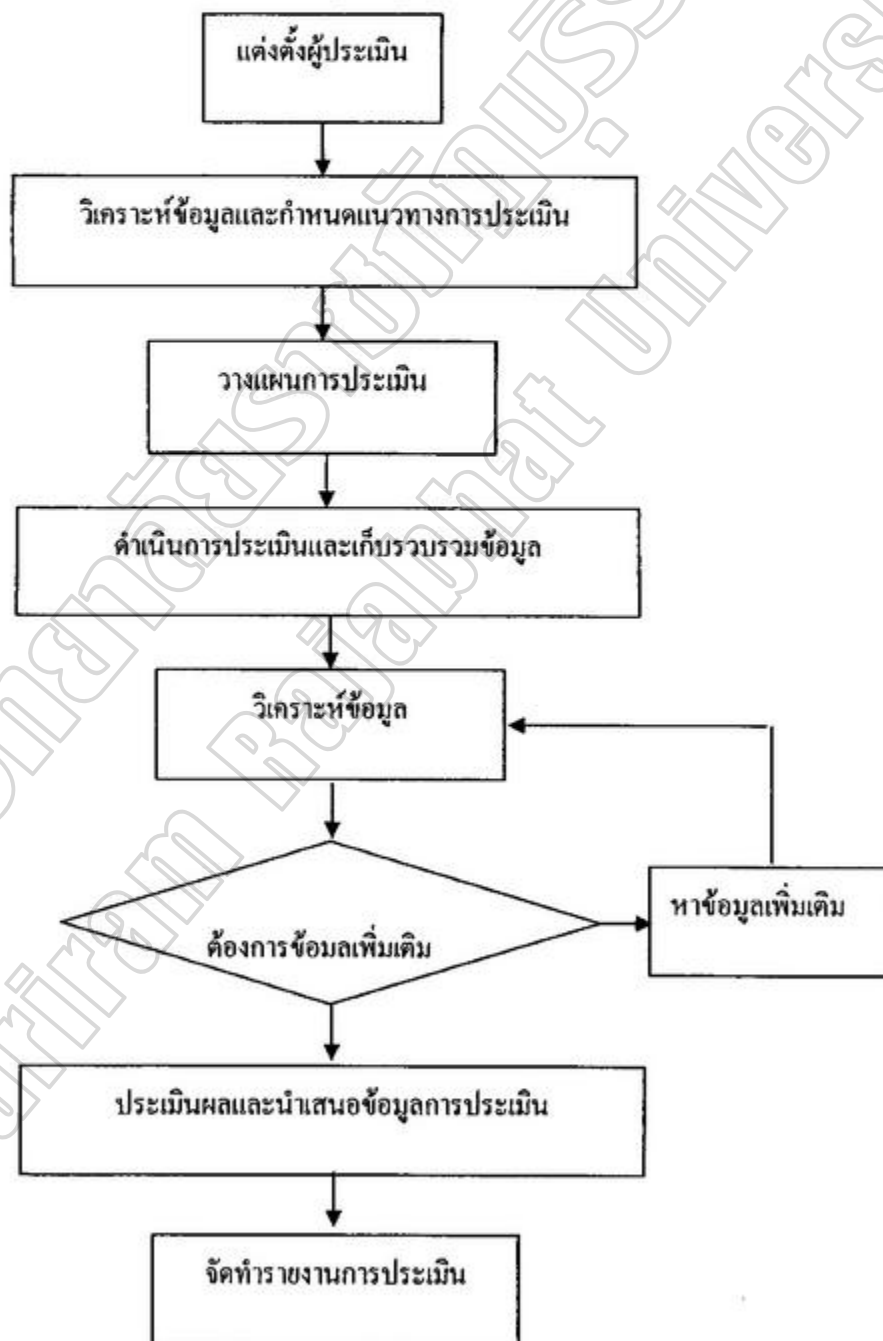 แต่งตั้งผู้ประเมิน
วิเคราะห์ข้อมูลและกำหนดแนวทางการประเมิน
วางแผนการประเมิน
ดำเนินการประเมินและเก็บรวบรวมข้อมูล
วิเคราะห์ข้อมูล
หาข้อมูลเพิ่มเติม
ต้องการข้อมลเพิ่มเติม
ประเมินผลและนำเสนอข้อมูลการประเมิน
จัดทำรายงานการประเมิน
Rajabhat